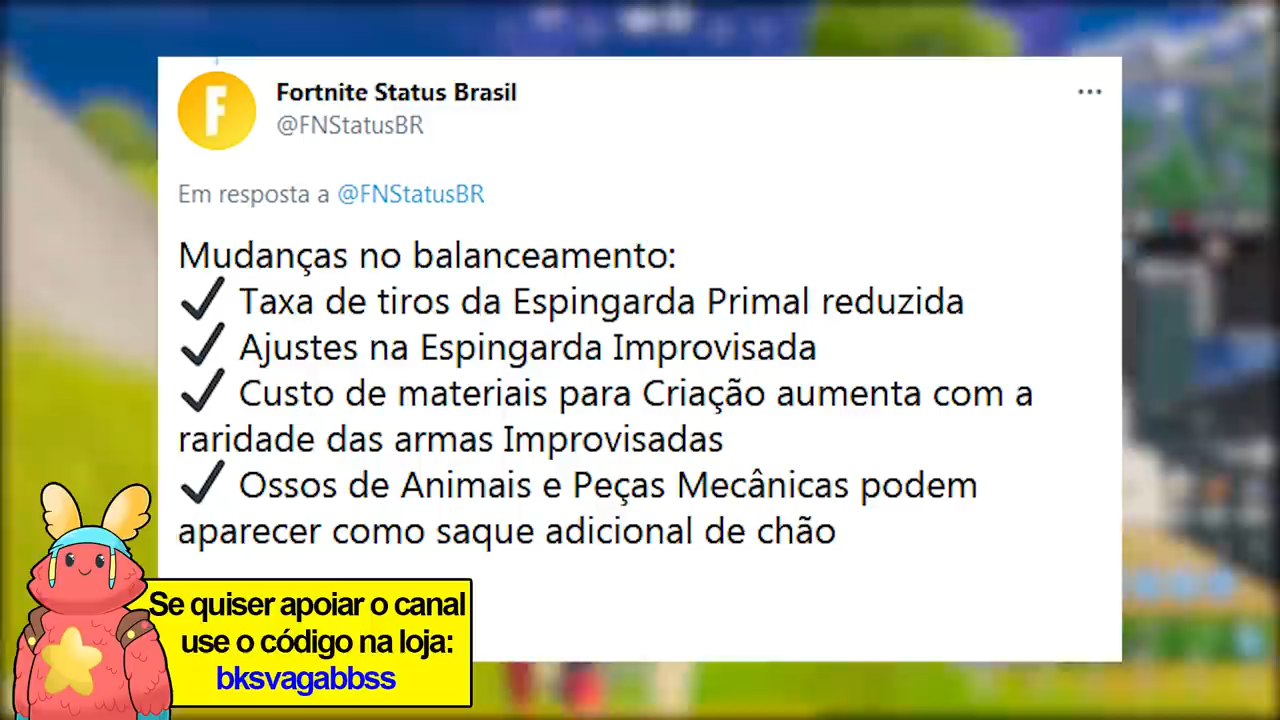 Fortnite Status Brasil
@FNStatusBR
Em resposta a @FNStatusBR
Mudanças no balanceamento:
✔ Taxa de tiros da Espingarda Primal reduzida
✔ Ajustes na Espingarda Improvisada
✔ Custo de materiais para Criação aumenta com a
raridade das armas Improvisadas
✔ Ossos de Animais e Peças Mecânicas podem
aparecer como saque adicional de chão
Se quiser apoiar o canal
use o código na loja:
bksvagabbss